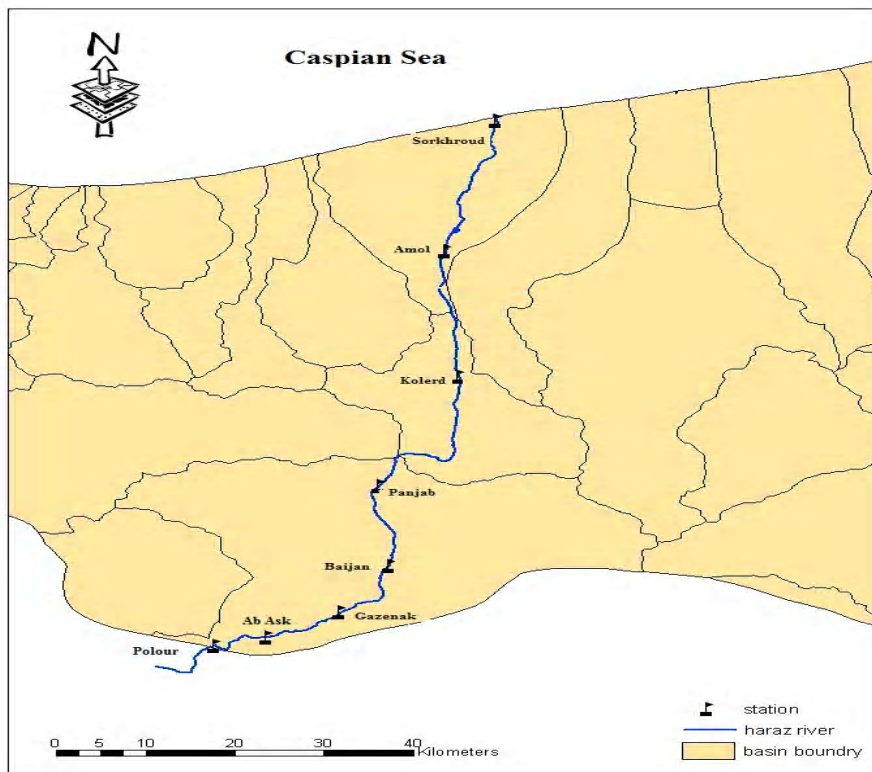 N
Caspian Sea
Sorkhroud
Amol
Kolerd
Panjab
Baijan
Gazenak
Ab Ask
Polour
0 5 10 20 30 40
Kilometers
station
haraz river
basin boundry